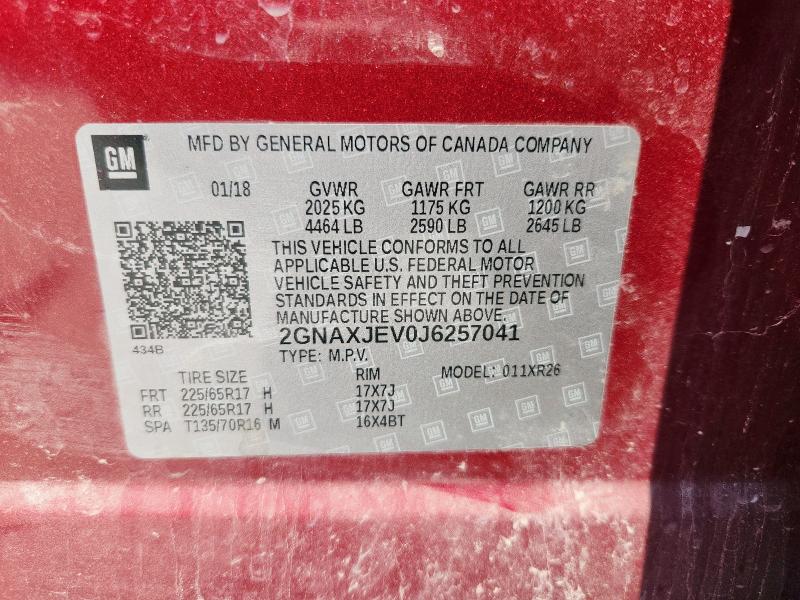 GM
MFD BY GENERAL MOTORS OF CANADA COMPANY
01/18 GVWR GAWR FRT GAWR RR
2025 KG 1175 KG 1200 KG
4464 LB 2590 LB 2645 LB
THIS VEHICLE CONFORMS TO ALL
APPLICABLE U.S. FEDERAL MOTOR
VEHICLE SAFETY AND THEFT PREVENTION
STANDARDS IN EFFECT ON THE DATE OF
MANUFACTURE SHOWN ABOVE.
434B
2GNAXJEV0J6257041
TYPE: M.P.V.
MODEL: 011XR26
TIRE SIZE RIM
FRT 225/65R17 H 17X7J
RR 225/65R17 H 17X7J
SPA T135/70R16 M 16X4BT